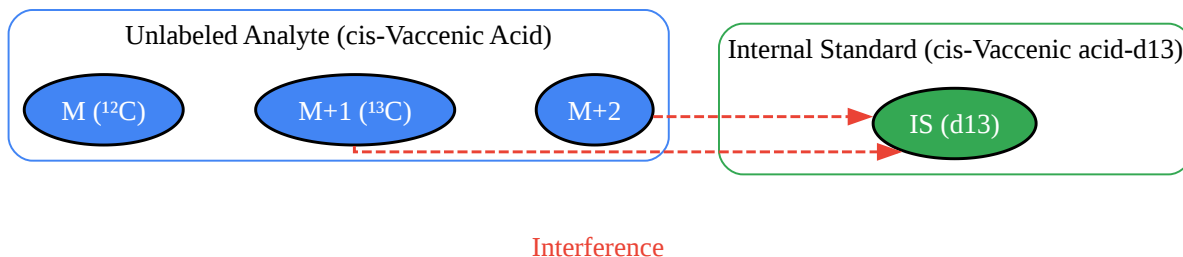 Unlabeled Analyte (cis-Vaccenic Acid)
Internal Standard (cis-Vaccenic acid-d13)
M (¹²C)
M+1 (¹³C)
M+2
IS (d13)
Interference